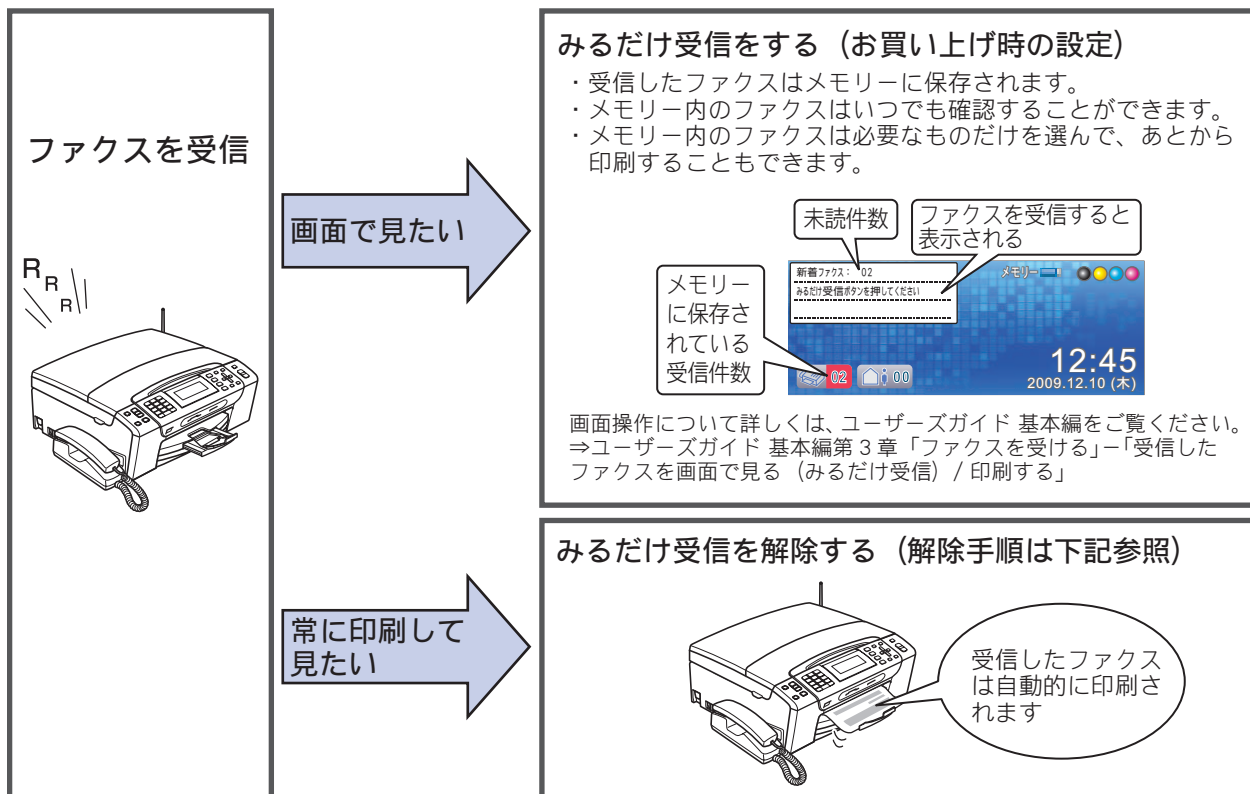 ファクスを受信
R
R
R
画面で見たい
みるだけ受信をする（お買い上げ時の設定）
・受信したファクスはメモリーに保存されます。
・メモリー内のファクスはいつでも確認することができます。
・メモリー内のファクスは必要なものだけを選んで、あとから
印刷することもできます。
未読件数
ファクスを受信すると
表示される
メモリー
に保存さ
れている
受信件数
新着ファクス： 02
みるだけ受信ボタンを押してください
メモリー
02
00
12:45
2009.12.10 (木)
画面操作について詳しくは、ユーザーズガイド 基本編をご覧ください。
⇒ユーザーズガイド 基本編第 3 章「ファクスを受ける」－「受信した
ファクスを画面で見る（みるだけ受信）/ 印刷する」
常に印刷して
見たい
みるだけ受信を解除する（解除手順は下記参照）
受信したファクス
は自動的に印刷さ
れます